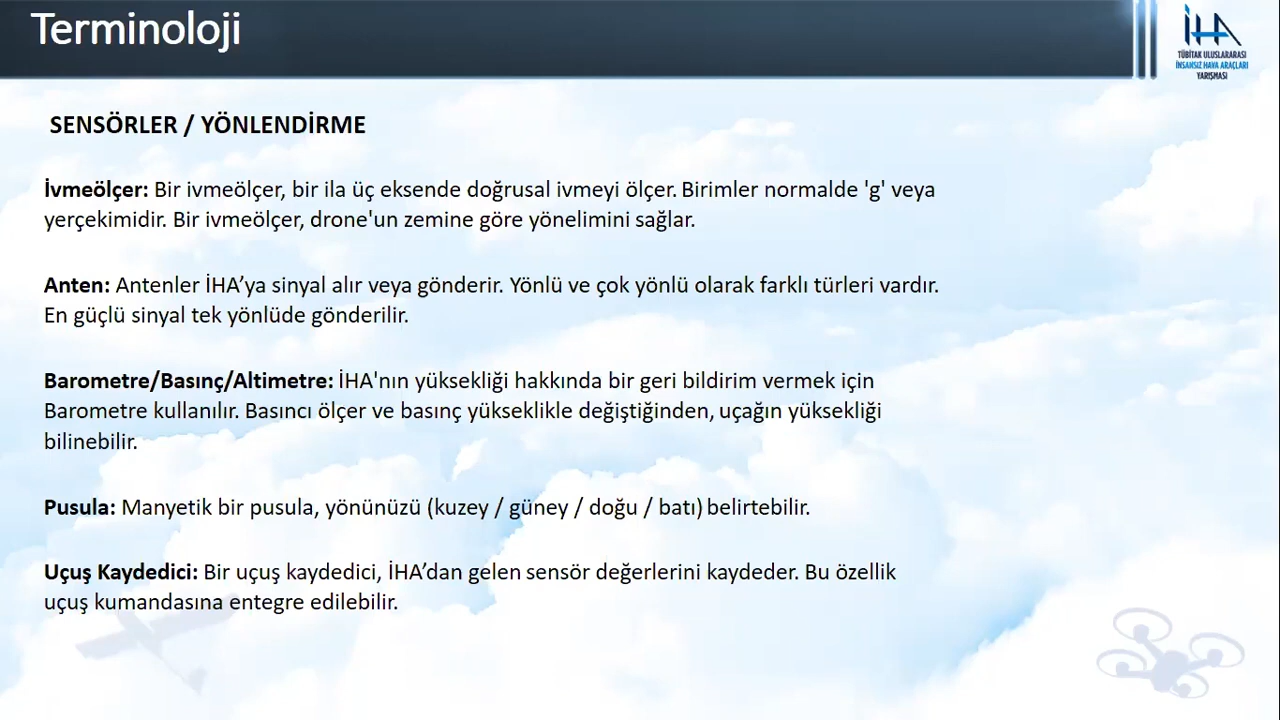 Terminoloji
İHA
TÜBİTAK ULUSLARARASI
İNSANSIZ HAVA ARAÇLARI
YARIŞMASI
SENSÖRLER / YÖNLENDİRME
İvmeölçer: Bir ivmeölçer, bir ila üç eksende doğrusal ivmeyi ölçer. Birimler normalde 'g' veya
yerçekimidir. Bir ivmeölçer, drone'un zemine göre yönelimini sağlar.
Anten: Antenler İHA’ya sinyal alır veya gönderir. Yönlü ve çok yönlü olarak farklı türleri vardır.
En güçlü sinyal tek yönlüde gönderilir.
Barometre/Basınç/Altimetre: İHA'nın yüksekliği hakkında bir geri bildirim vermek için
Barometre kullanılır. Basıncı ölçer ve basınç yükseklikle değiştiğinden, uçağın yüksekliği
bilinebilir.
Pusula: Manyetik bir pusula, yönünüzü (kuzey / güney / doğu / batı) belirtebilir.
Uçuş Kaydedici: Bir uçuş kaydedici, İHA’dan gelen sensör değerlerini kaydeder. Bu özellik
uçuş kumandasına entegre edilebilir.